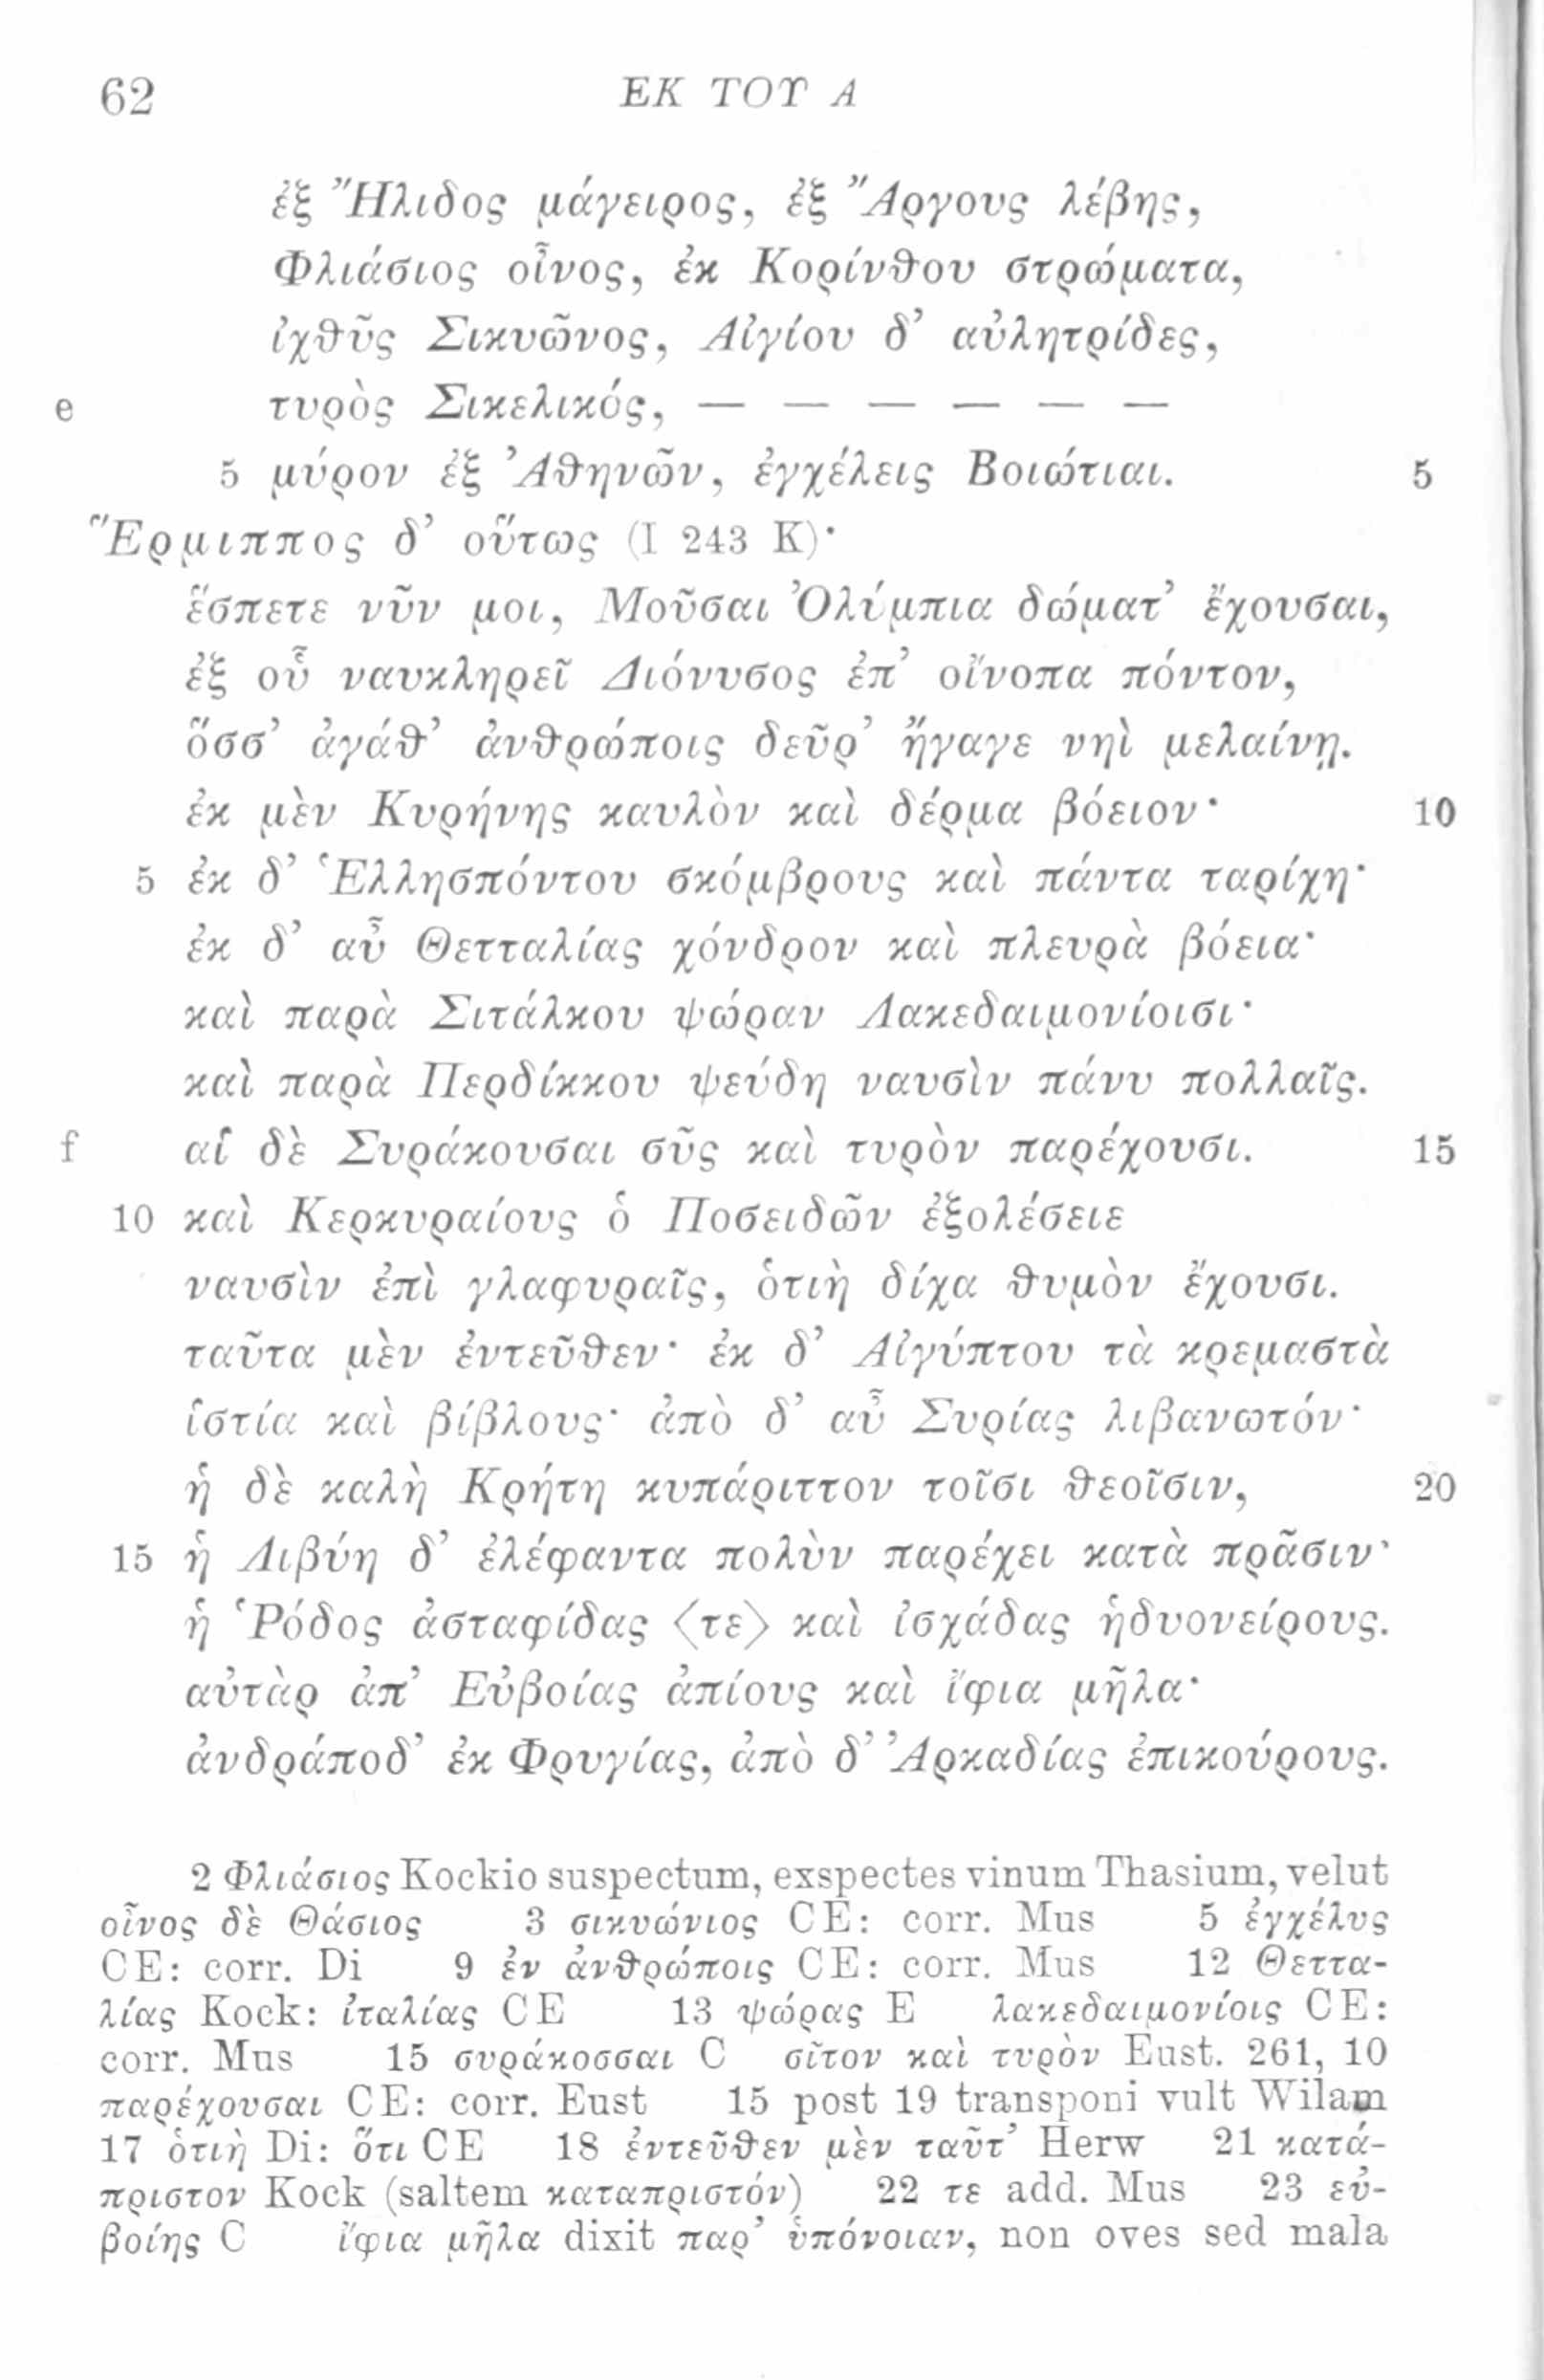 62 ΕΚ ΤΟΥ Α
ἐξ Ἤλιδος μάγειρος, ἐξ Ἄργους λέβης,
Φλιάσιος οἶνος, ἐκ Κορίνθου στρώματα,
ἰχθῦς Σικυῶνος, Αἰγίου δ’ αὐλητρίδες,
e τυρὸς Σικελικός, — — — — — —
5 μύρον ἐξ Ἀθηνῶν, ἐγχέλεις Βοιώτιαι. 5
Ἕρμιππος δ’ οὕτως (I 243 K)·
ἔσπετε νῦν μοι, Μοῦσαι Ὀλύμπια δώματ’ ἔχουσαι,
ἐξ οὗ ναυκληρεῖ Διόνυσος ἐπ’ οἴνοπα πόντον,
ὅσσ’ ἀγάθ’ ἀνθρώποις δεῦρ’ ἤγαγε νηὶ μελαίνῃ.
ἐκ μὲν Κυρήνης καυλὸν καὶ δέρμα βόειον· 10
5 ἐκ δ’ Ἑλλησπόντου σκόμβρους καὶ πάντα ταρίχη·
ἐκ δ’ αὖ Θετταλίας χόνδρον καὶ πλευρὰ βόεια·
καὶ παρὰ Σιτάλκου ψώραν Λακεδαιμονίοισι·
καὶ παρὰ Περδίκκου ψεύδη ναυσὶν πάνυ πολλαῖς.
f αἱ δὲ Συράκουσαι σῦς καὶ τυρὸν παρέχουσι. 15
10 καὶ Κερκυραίους ὁ Ποσειδῶν ἐξολέσειε
ναυσὶν ἐπὶ γλαφυραῖς, ὁτιὴ δίχα θυμὸν ἔχουσι.
ταῦτα μὲν ἐντεῦθεν· ἐκ δ’ Αἰγύπτου τὰ κρεμαστὰ
ἱστία καὶ βίβλους· ἀπὸ δ’ αὖ Συρίας λιβανωτόν·
ἡ δὲ καλὴ Κρήτη κυπάριττον τοῖσι θεοῖσιν, 20
15 ἡ Λιβύη δ’ ἐλέφαντα πολὺν παρέχει κατὰ πρᾶσιν·
ἡ Ῥόδος ἀσταφίδας ⟨τε⟩ καὶ ἰσχάδας ἡδυονείρους.
αὐτὰρ ἀπ’ Εὐβοίας ἀπίους καὶ ἴφια μῆλα·
ἀνδράποδ’ ἐκ Φρυγίας, ἀπὸ δ’ Ἀρκαδίας ἐπικούρους.
2 Φλιάσιος Kockio suspectum, exspectes vinum Thasium, velut
οἶνος δὲ Θάσιος 3 σικυώνιος CE: corr. Mus 5 ἐγχέλυς
CE: corr. Di 9 ἐν ἀνθρώποις CE: corr. Mus 12 Θεττα-
λίας Kock: ἰταλίας CE 13 ψώρας E λακεδαιμονίοις CE:
corr. Mus 15 συράκοσσαι C σῖτον καὶ τυρὸν Eust. 261, 10
παρέχουσαι CE: corr. Eust 15 post 19 transponi vult Wilam
17 ὁτιὴ Di: ὅτι CE 18 ἐντεῦθεν μὲν ταῦτ’ Herw 21 κατά-
πριστον Kock (saltem καταπριστόν) 22 τε add. Mus 23 εὐ-
βοίης C ἴφια μῆλα dixit παρ’ ὑπόνοιαν, non oves sed mala